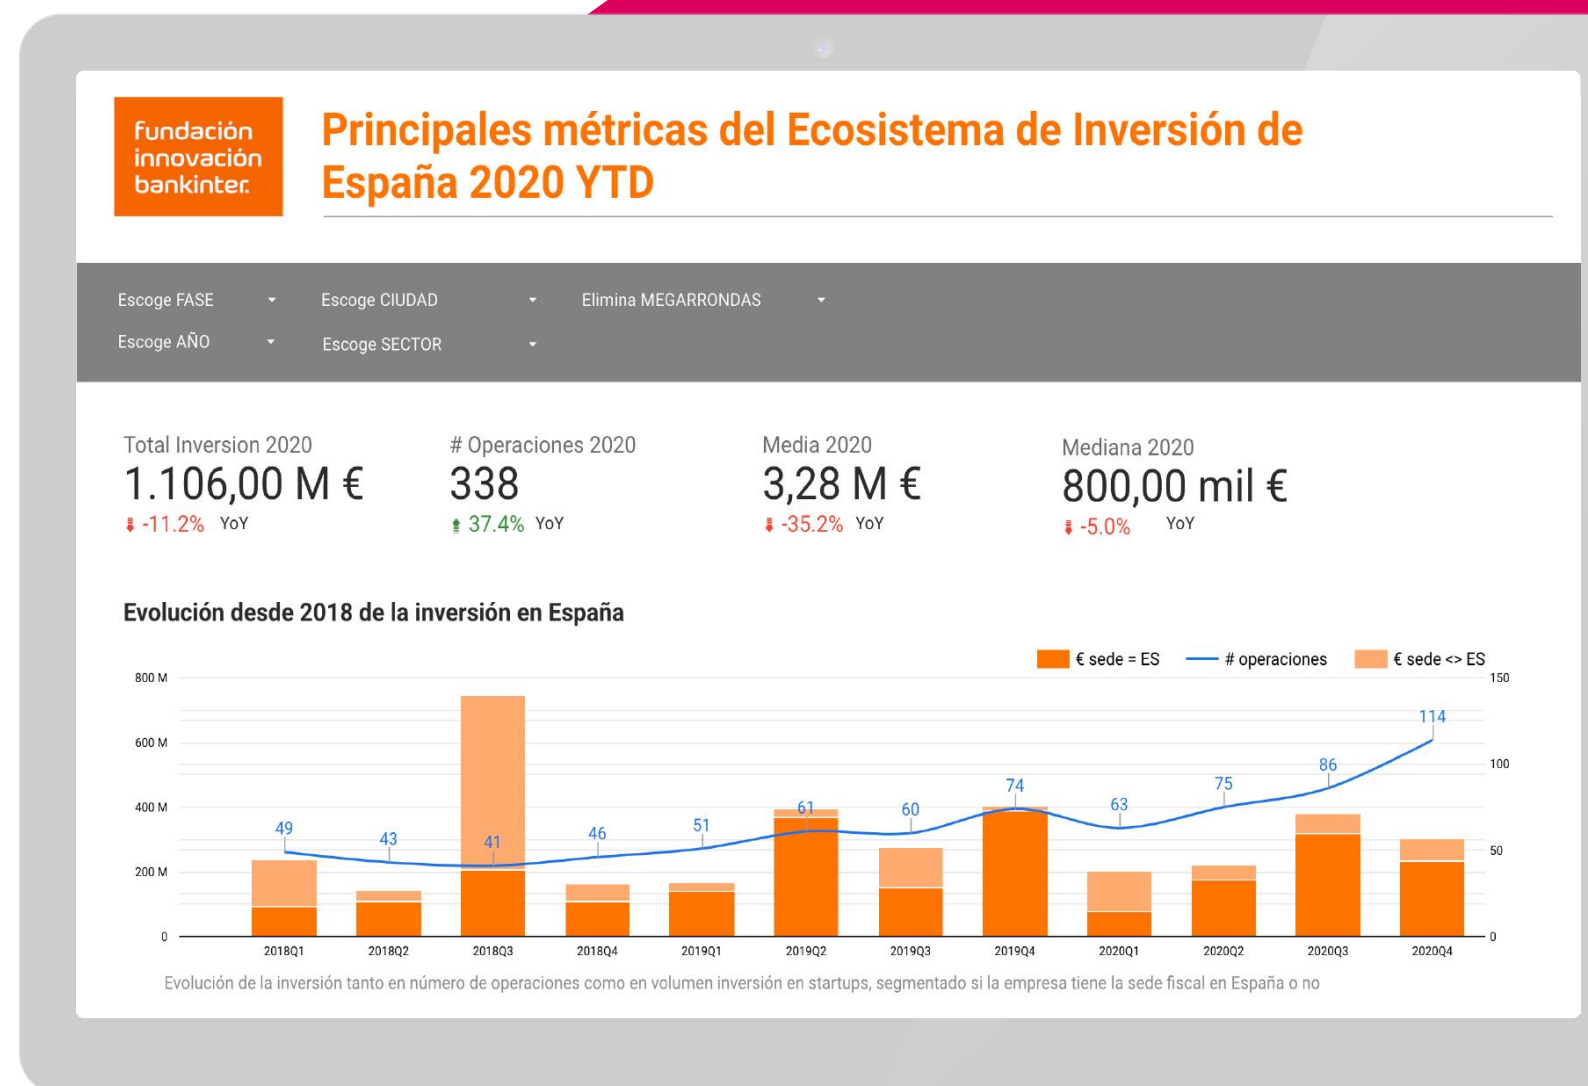 fundación
innovación
bankinter.
Principales métricas del Ecosistema de Inversión de
España 2020 YTD
Escoge FASE
Escoge CIUDAD
Elimina MEGARRONDAS
Escoge AÑO
Escoge SECTOR
Total Inversion 2020
1.106,00 M €
-11.2% YoY
# Operaciones 2020
338
37.4% YoY
Media 2020
3,28 M €
-35.2% YoY
Mediana 2020
800,00 mil €
-5.0% YoY
Evolución desde 2018 de la inversión en España
€ sede = ES
# operaciones
€ sede <> ES
800 M
600 M
400 M
200 M
0
150
100
50
0
49
43
41
46
51
61
60
74
63
75
86
114
2018Q1
2018Q2
2018Q3
2018Q4
2019Q1
2019Q2
2019Q3
2019Q4
2020Q1
2020Q2
2020Q3
2020Q4
Evolución de la inversión tanto en número de operaciones como en volumen inversión en startups, segmentado si la empresa tiene la sede fiscal en España o no